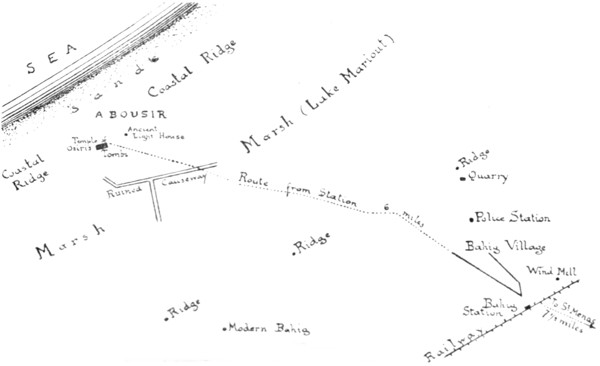 SEA
Sand
Coastal Ridge
ABOUSIR
Ancient
Light House
Temple of
Osiris
Tombs
Coastal
Ridge
Marsh (Lake Mariout)
Ruined Causeway
Route from Station 6 miles
Marsh
Ridge
Quarry
Police Station
Bahig Village
Wind Mill
Ridge
Bahig
Station
To St Menas
miles
Railway
Ridge
Modern Bahig